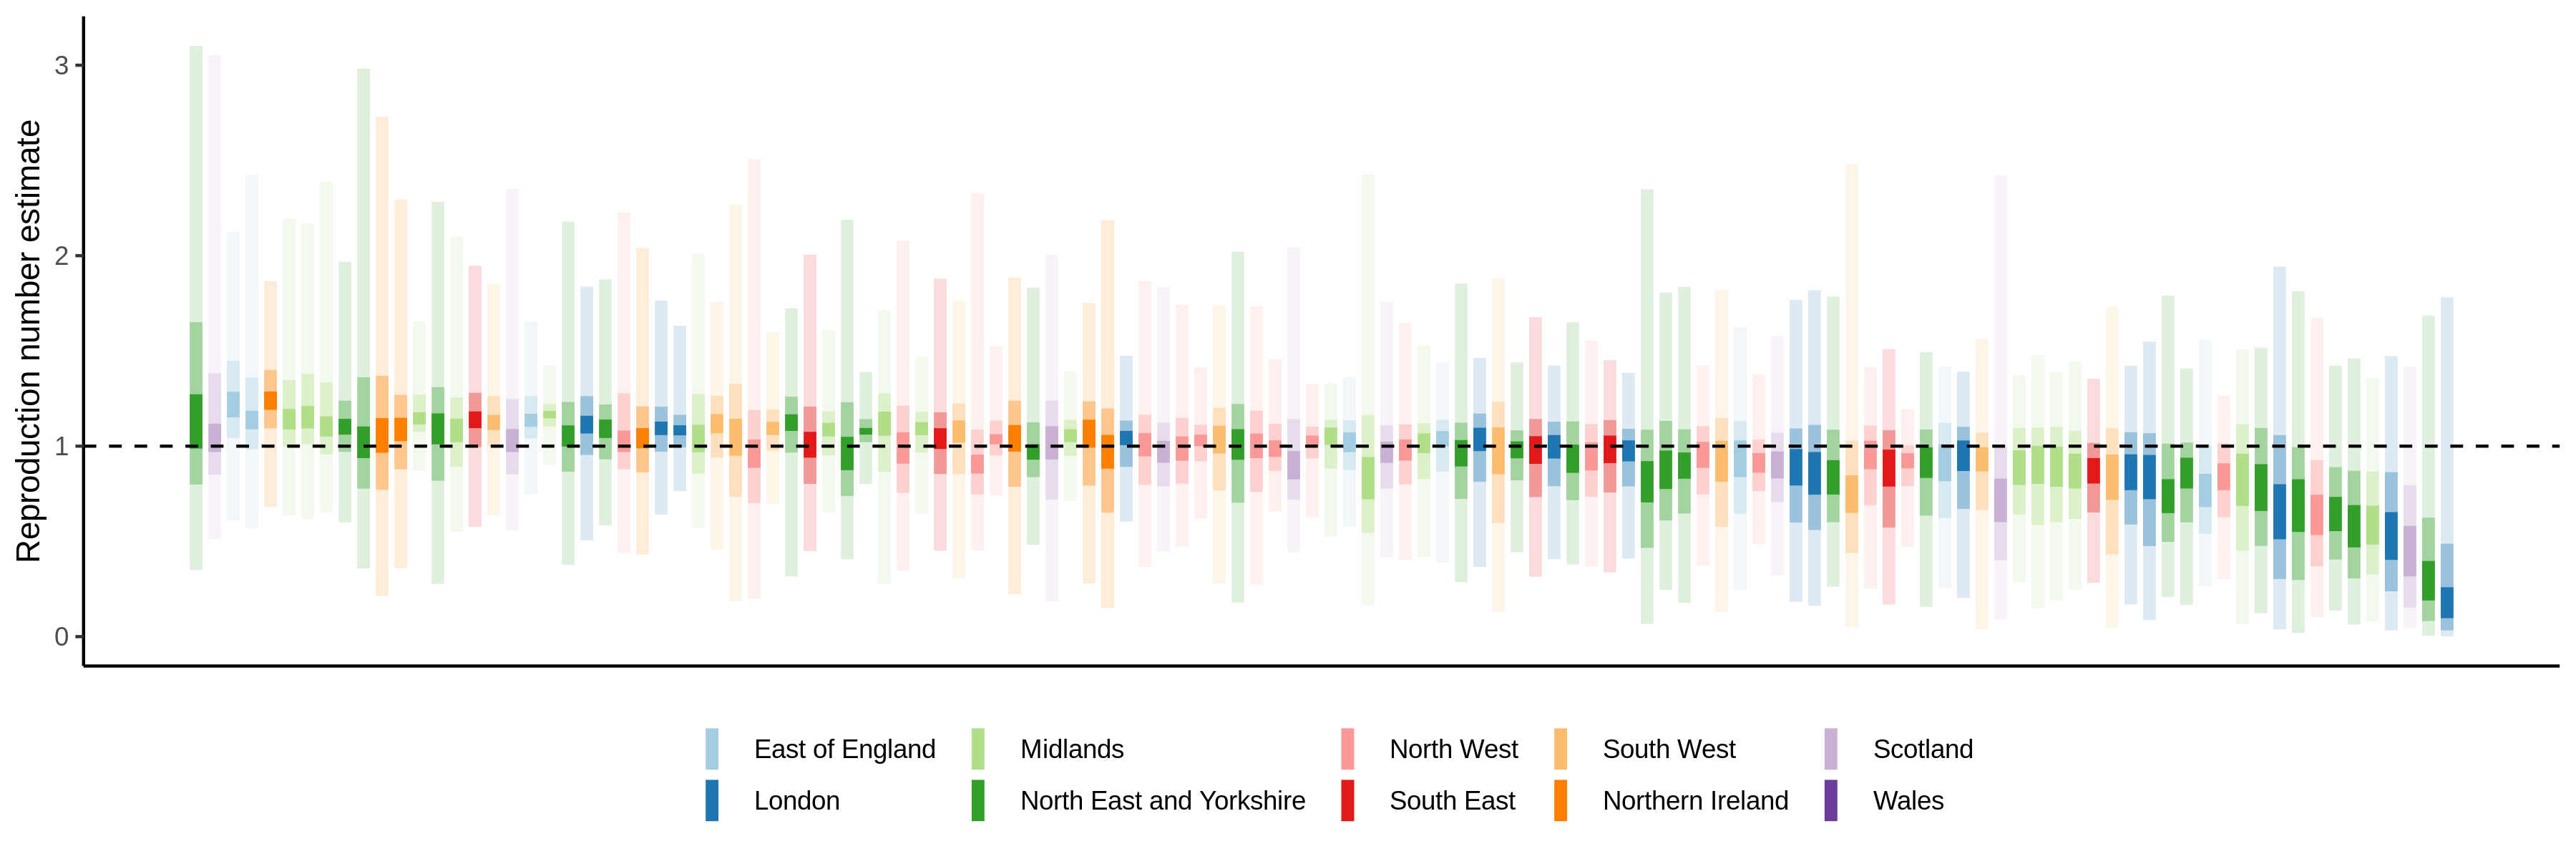 Reproduction number estimate
3
2
1
0
East of England
Midlands
North West
South West
Scotland
London
North East and Yorkshire
South East
Northern Ireland
Wales